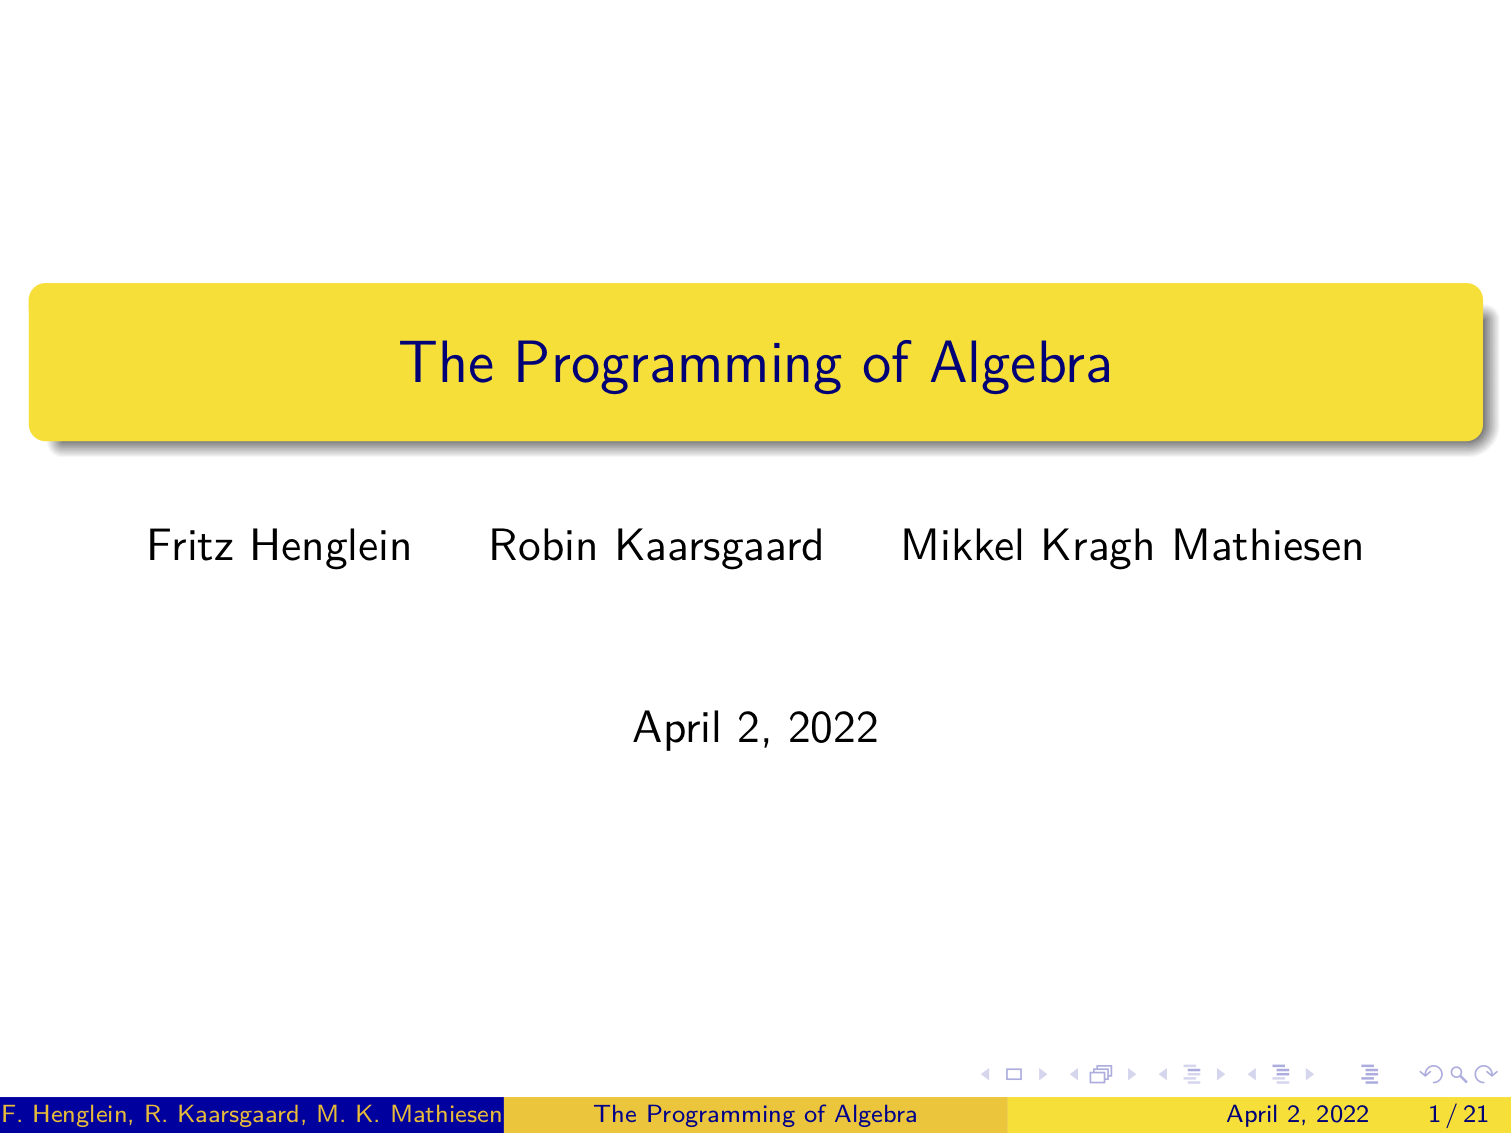 The Programming of Algebra
Fritz Henglein Robin Kaarsgaard Mikkel Kragh Mathiesen
April 2, 2022
F. Henglein, R. Kaarsgaard, M. K. Mathiesen The Programming of Algebra April 2, 2022 1 / 21